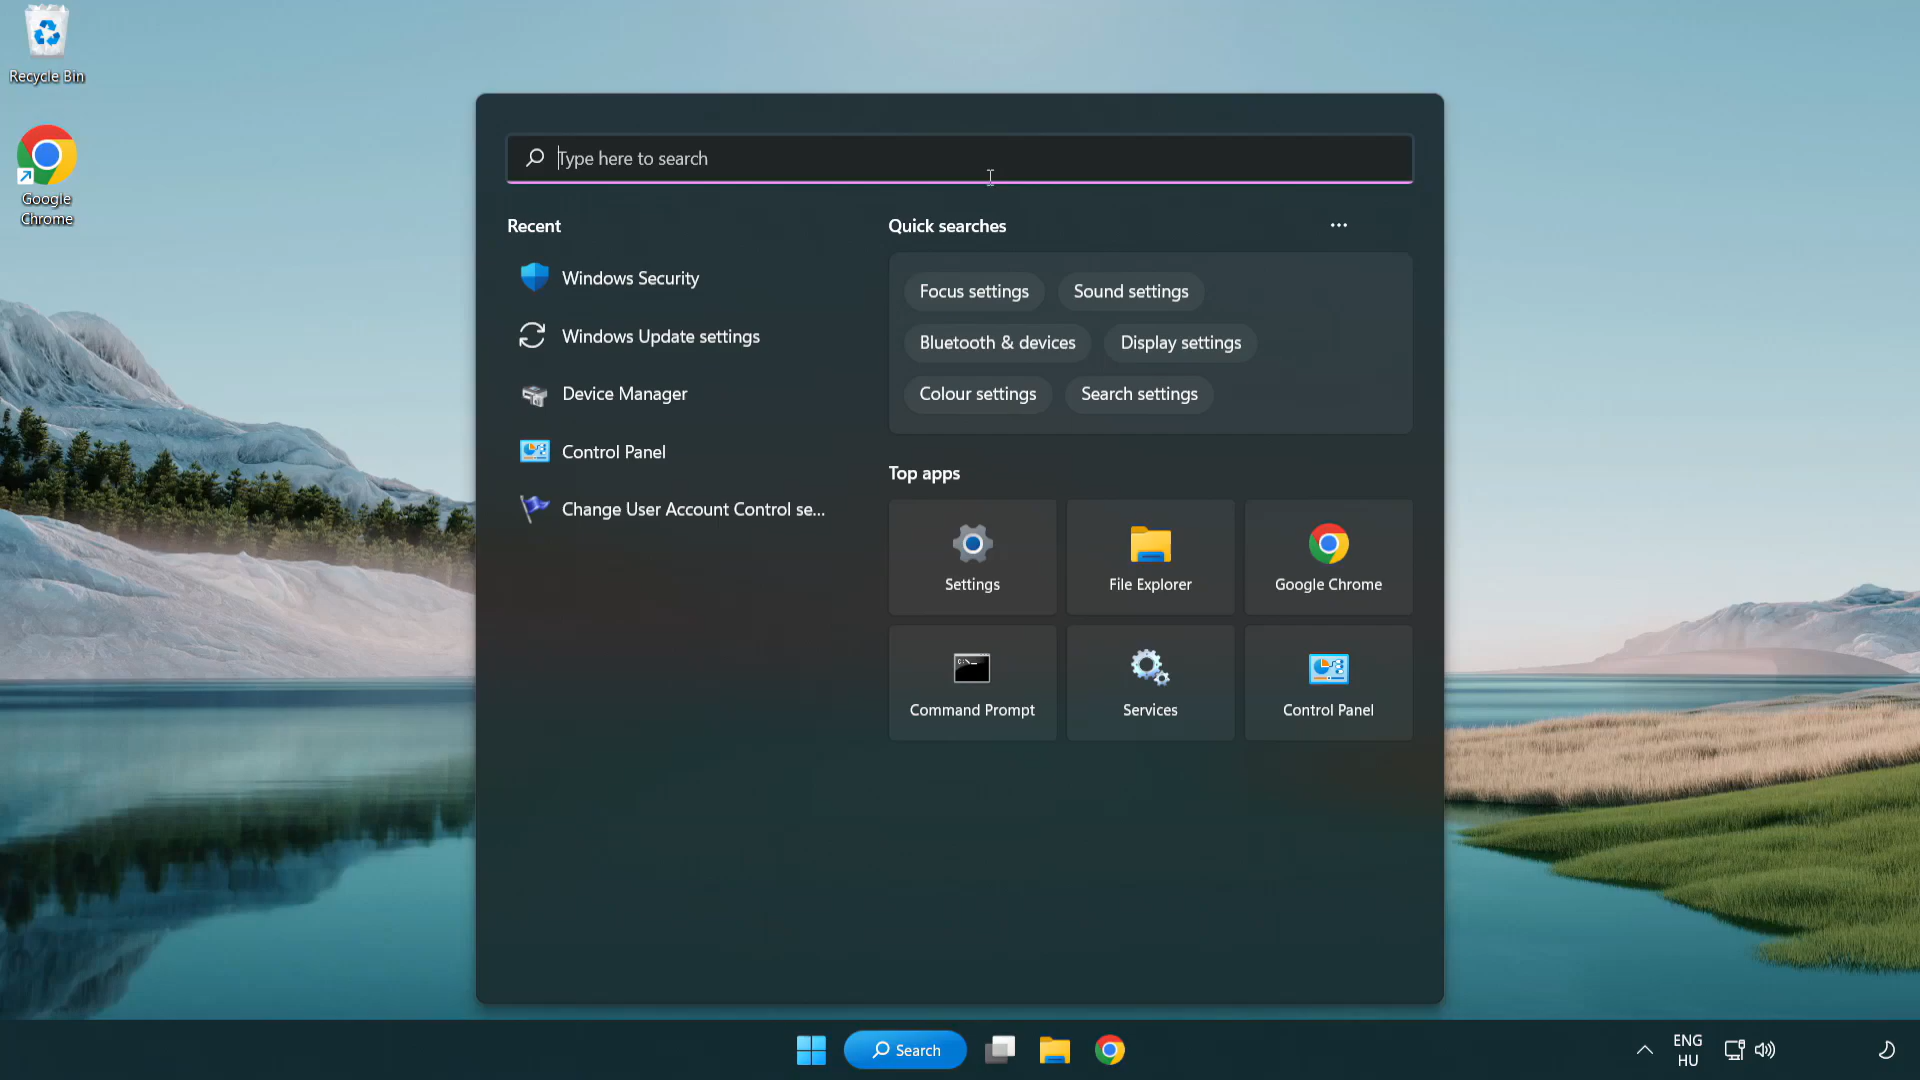 Recycle Bin
Google
Chrome
Type here to search
Recent
Windows Security
Windows Update settings
Device Manager
Control Panel
Change User Account Control se...
Quick searches
Focus settings
Sound settings
Bluetooth & devices
Display settings
Colour settings
Search settings
Top apps
Settings
File Explorer
Google Chrome
Command Prompt
Services
Control Panel
Search
ENG
HU